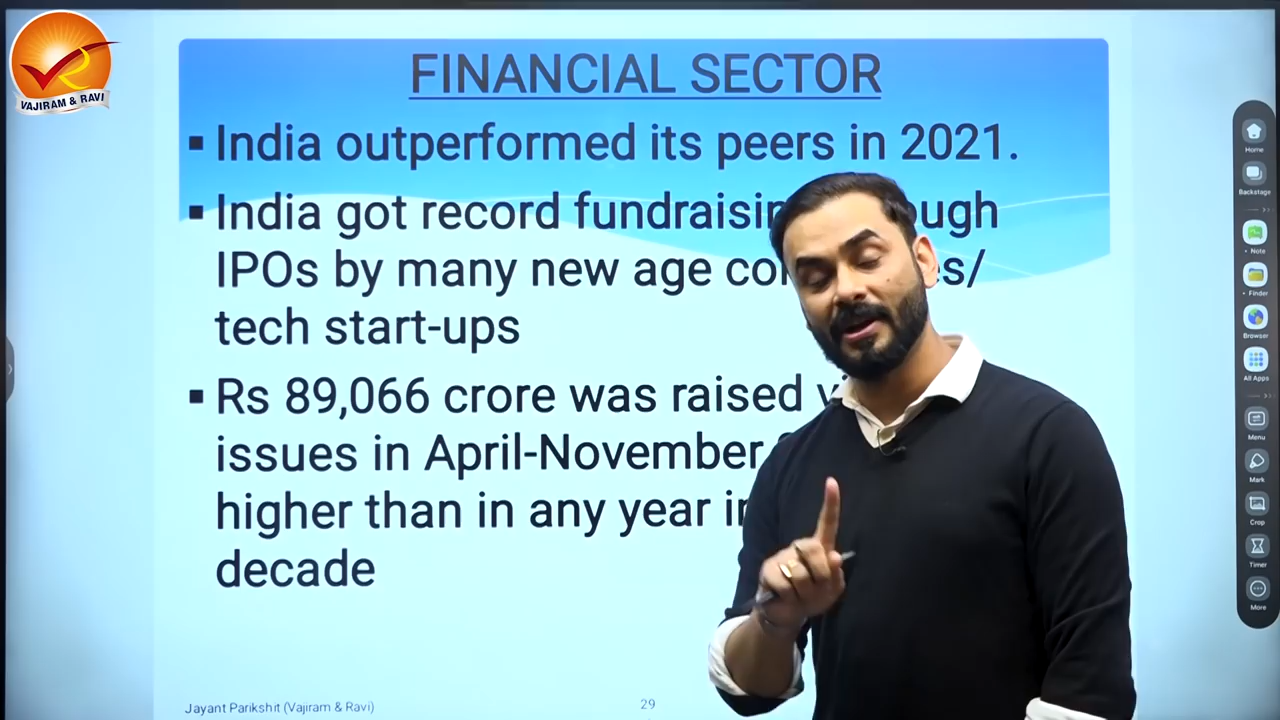 VAJIRAM & RAVI
FINANCIAL SECTOR
▪ India outperformed its peers in 2021.
▪ India got record
IPOs by many new age
tech start-ups
▪ Rs 89,066 crore was raised
issues in April-November
higher than in any year
decade
Jayant Parikshit (Vajiram & Ravi)
29
Home
Backstage
Note
Finder
Browser
All Apps
Menu
Mark
Crop
Timer
More